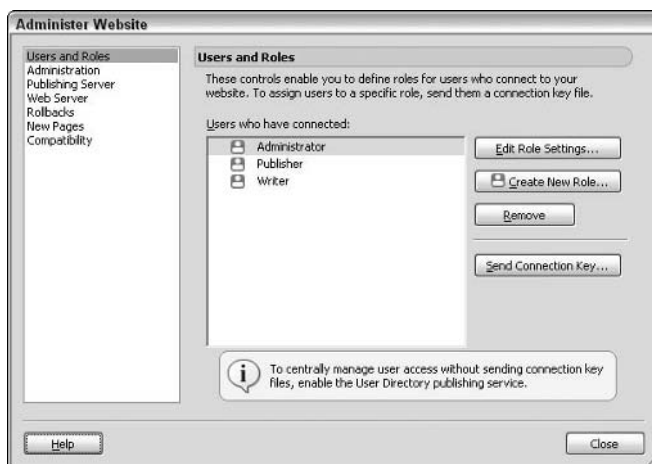 Administer Website
Users and Roles
Administration
Publishing Server
Web Server
Rollbacks
New Pages
Compatibility
Users and Roles
These controls enable you to define roles for users who connect to your
website. To assign users to a specific role, send them a connection key file.
Users who have connected:
Administrator
Publisher
Writer
Edit Role Settings...
Create New Role...
Remove
Send Connection Key...
To centrally manage user access without sending connection key
files, enable the User Directory publishing service.
Help
Close